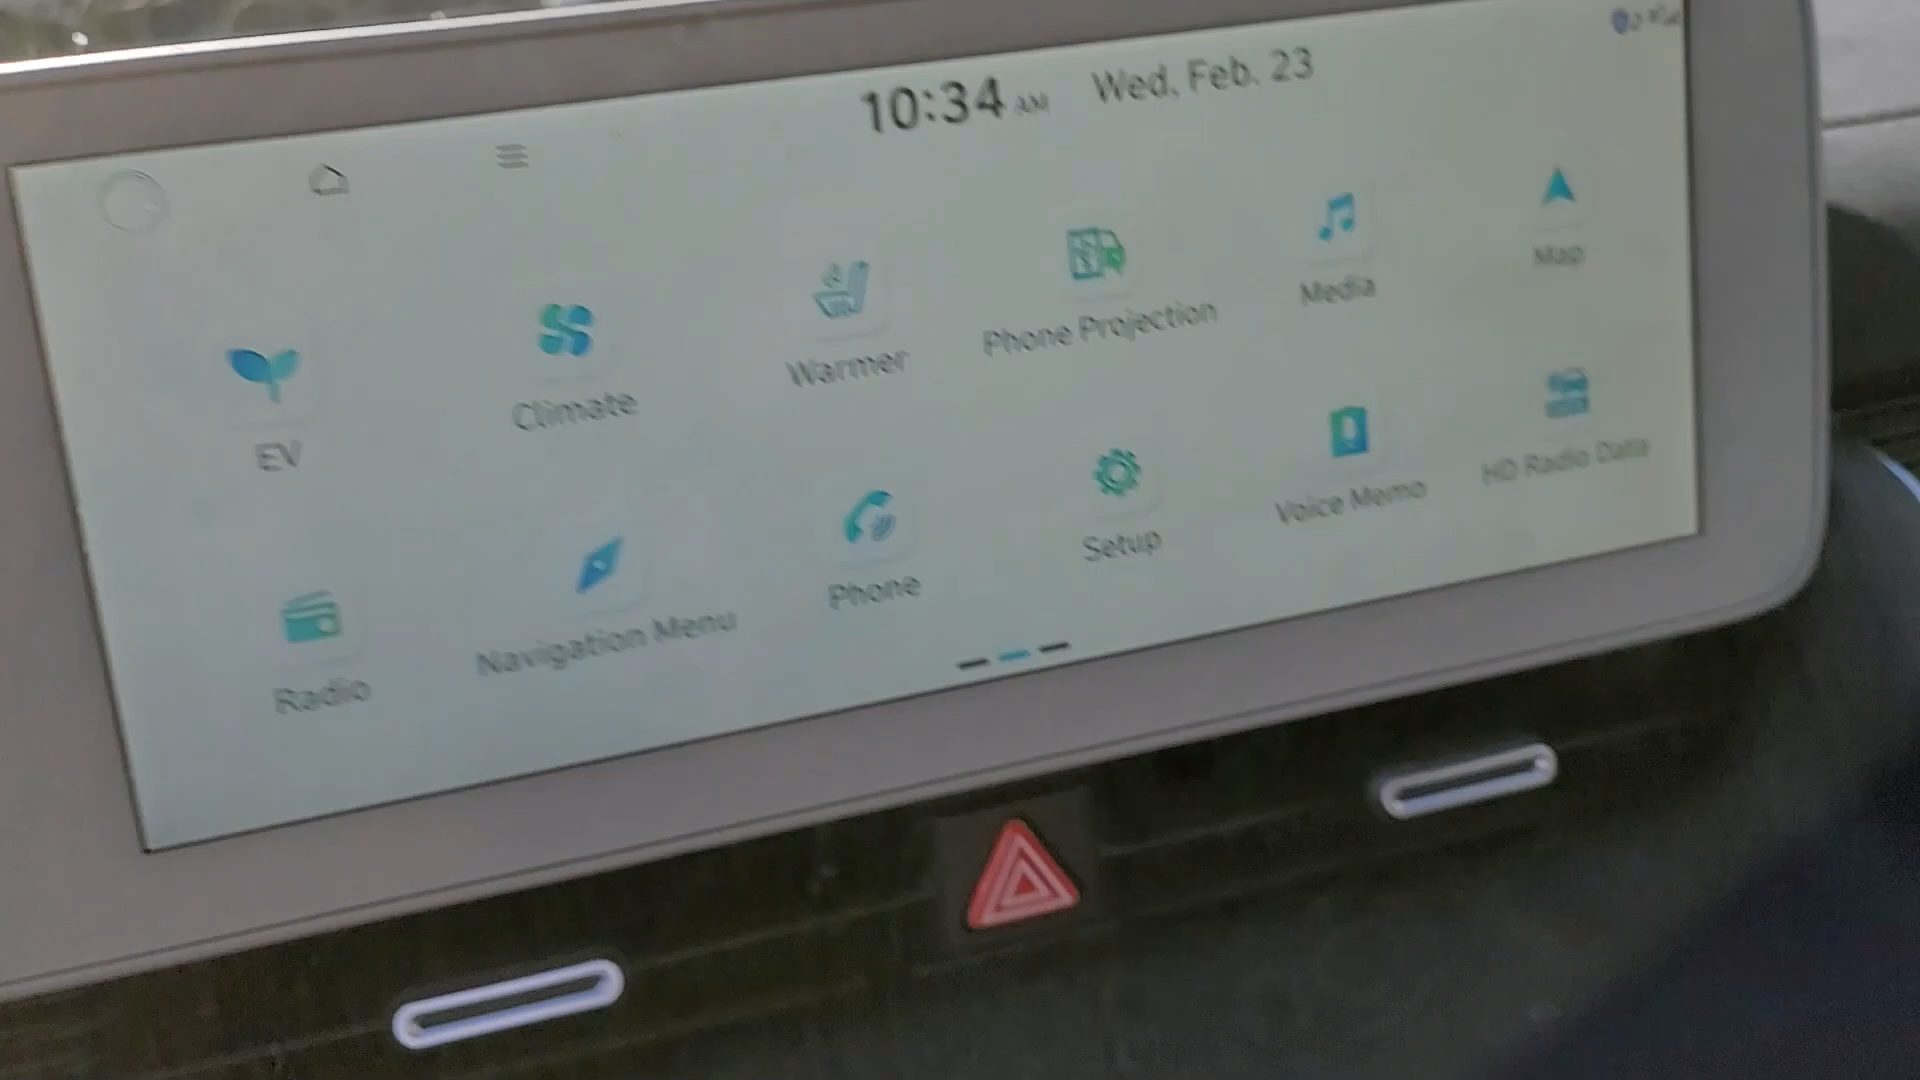 10:34 AM Wed, Feb. 23
EV Climate Warmer Phone Projection Media Map
Radio Navigation Menu Phone Setup Voice Memo HD Radio Data